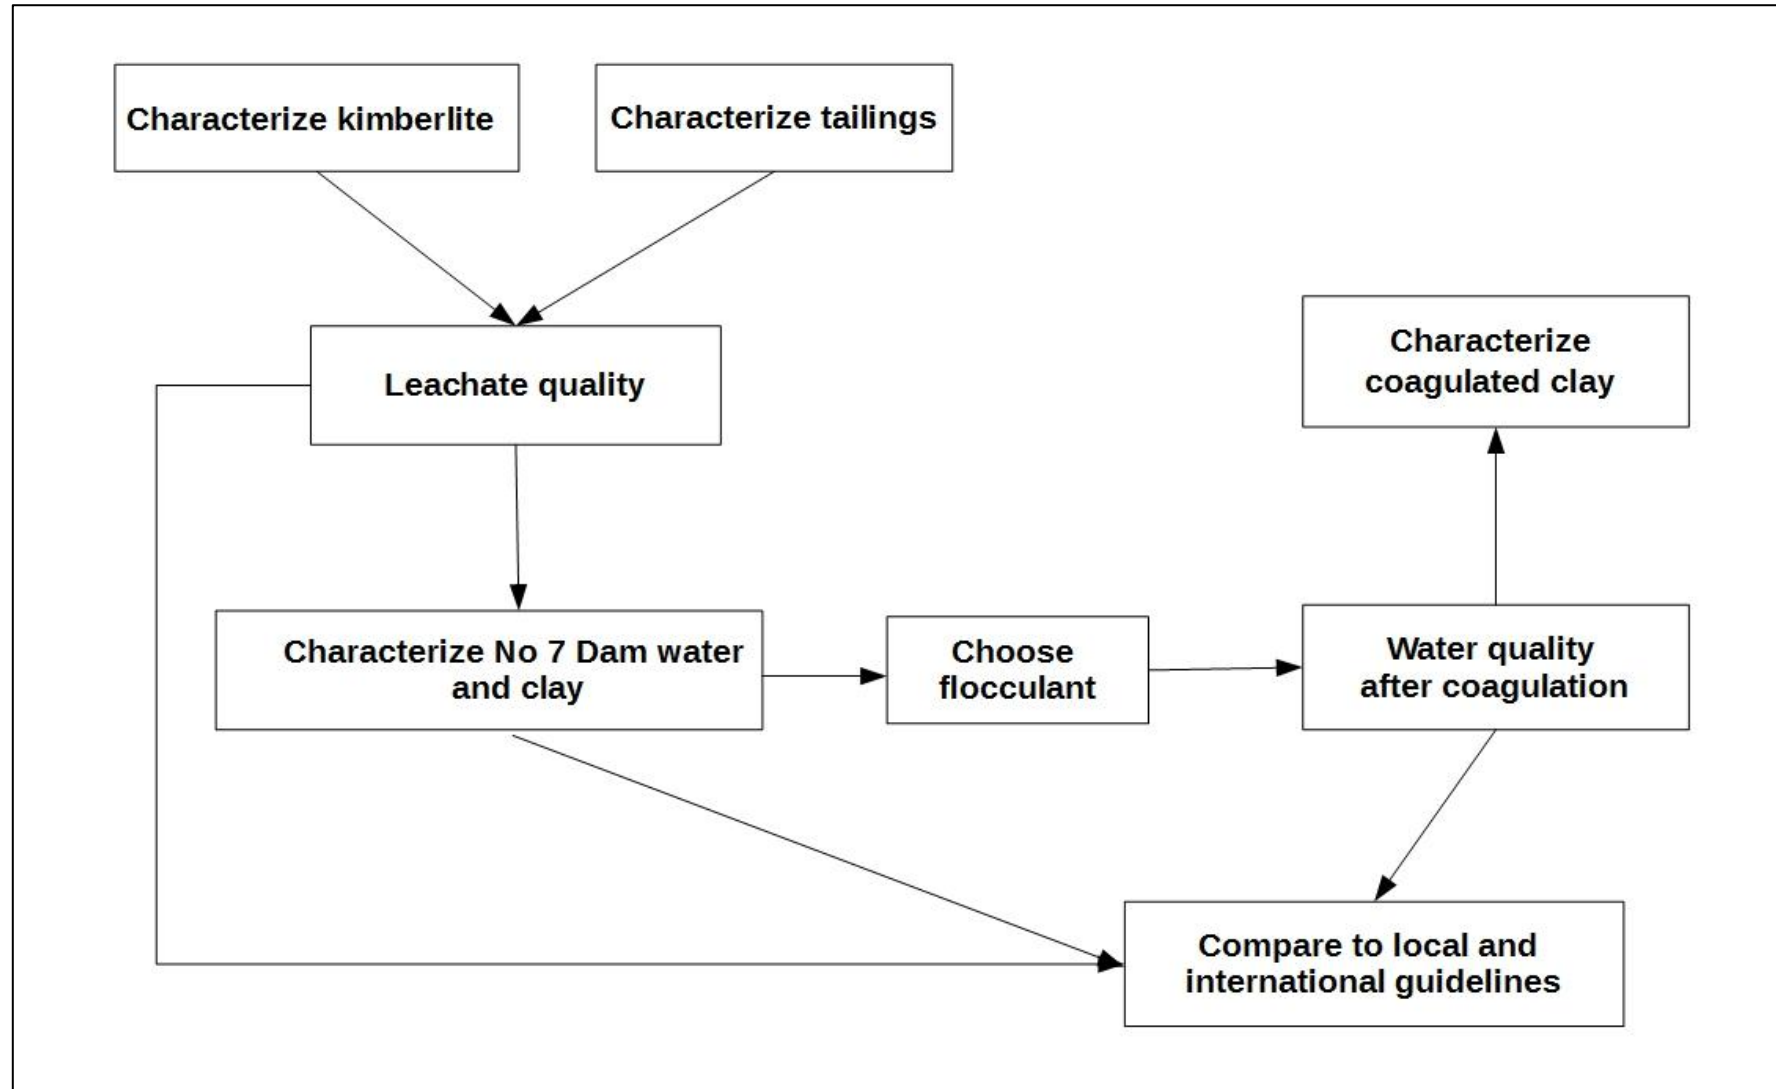 Characterize kimberlite
Characterize tailings
Leachate quality
Characterize
coagulated clay
Characterize No 7 Dam water
and clay
Choose
flocculant
Water quality
after coagulation
Compare to local and
international guidelines